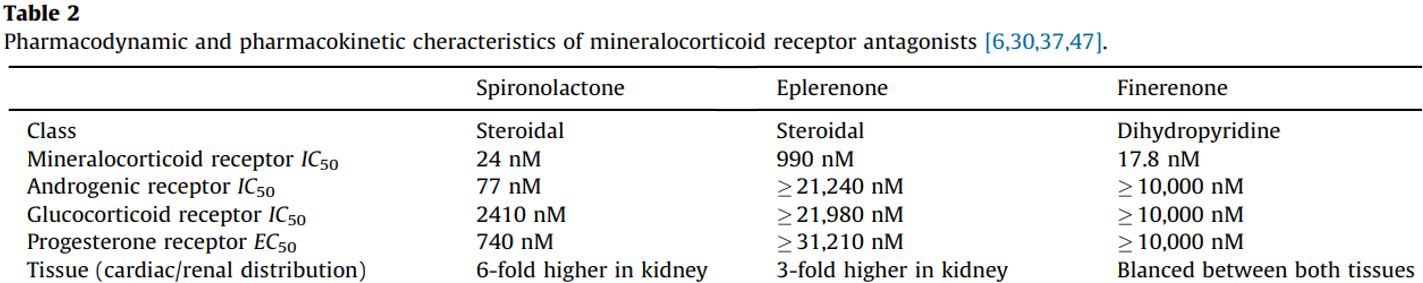 Table 2
Pharmacodynamic and pharmacokinetic cheracteristics of mineralocorticoid receptor antagonists [6,30,37,47].
Spironolactone Eplerenone Finerenone
Class Steroidal Steroidal Dihydropyridine
Mineralocorticoid receptor IC50 24 nM 990 nM 17.8 nM
Androgenic receptor IC50 77 nM ≥21,240 nM ≥10,000 nM
Glucocorticoid receptor IC50 2410 nM ≥21,980 nM ≥10,000 nM
Progesterone receptor EC50 740 nM ≥31,210 nM ≥10,000 nM
Tissue (cardiac/renal distribution) 6-fold higher in kidney 3-fold higher in kidney Blanced between both tissues